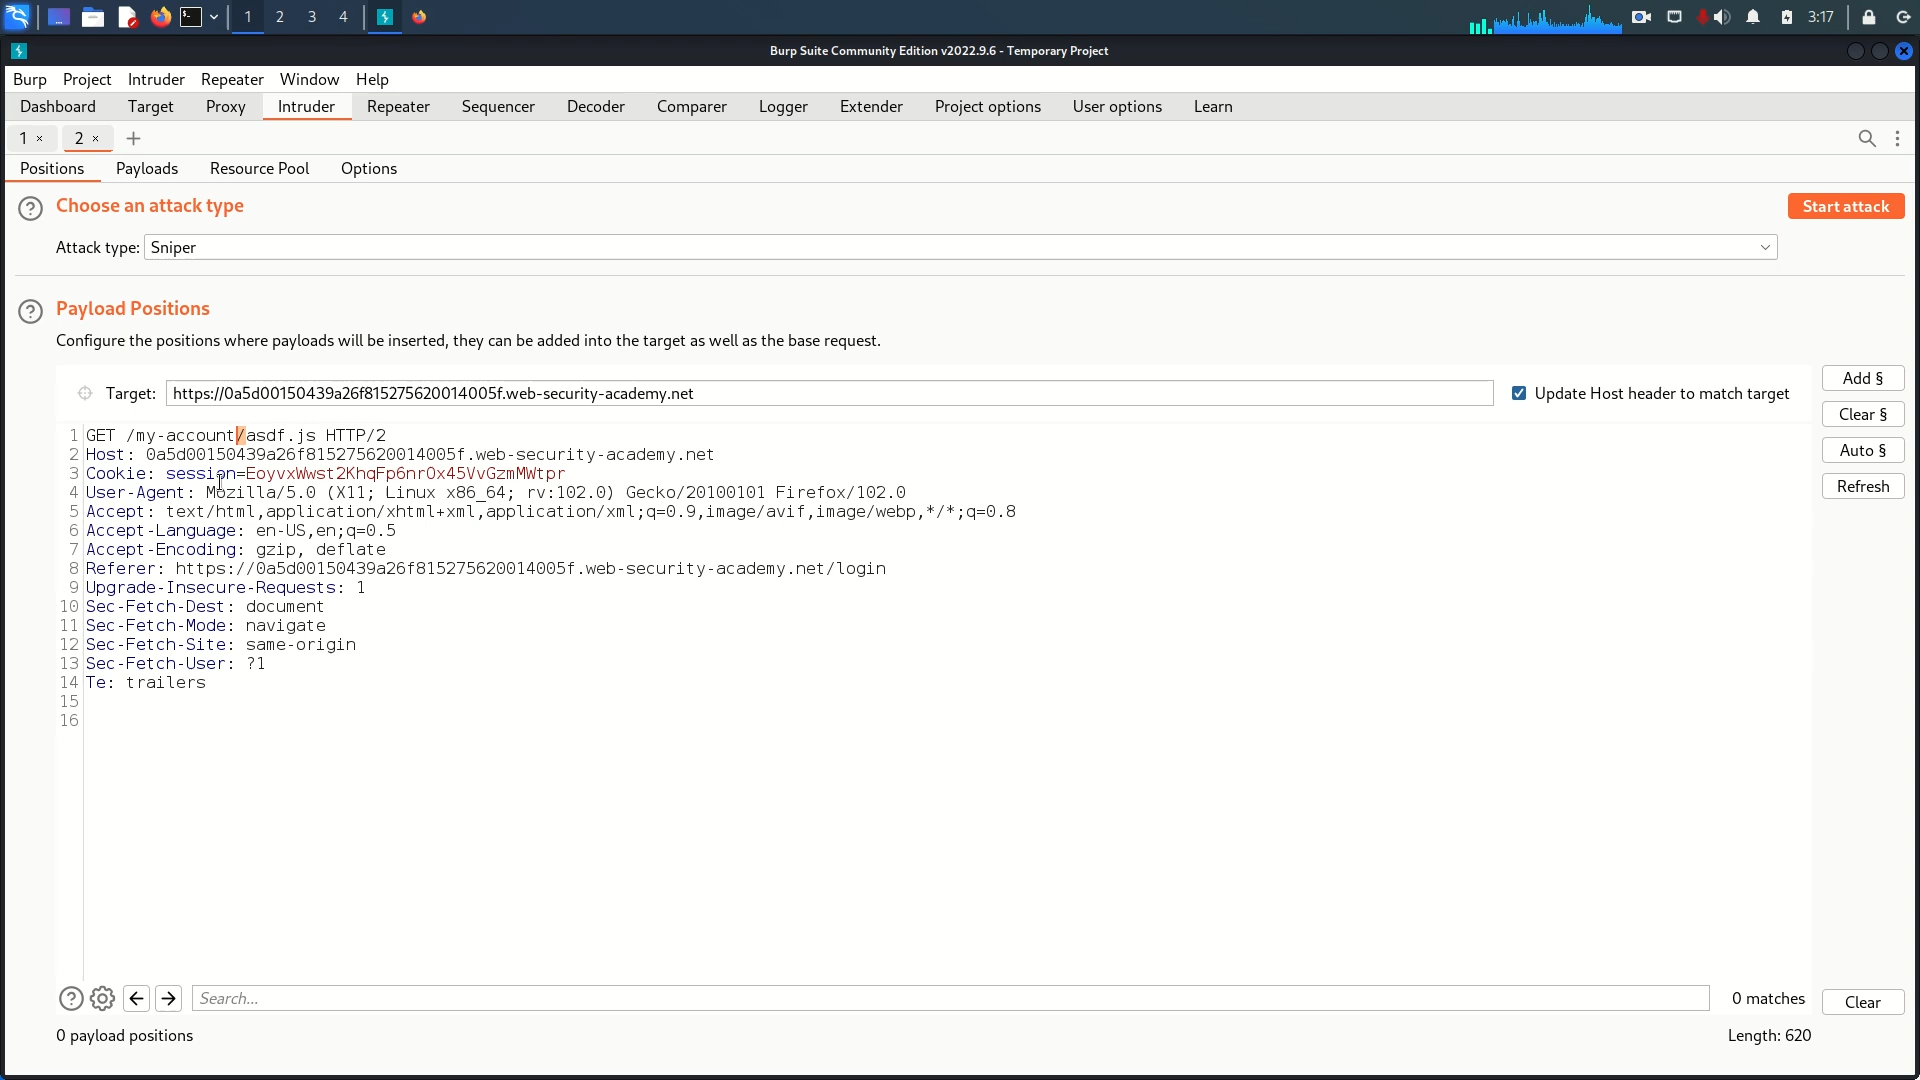 1 2 3 4 3:17
Burp Suite Community Edition v2022.9.6 - Temporary Project
Burp Project Intruder Repeater Window Help
Dashboard Target Proxy Intruder Repeater Sequencer Decoder Comparer Logger Extender Project options User options Learn
1 × 2 × +
Positions Payloads Resource Pool Options
? Choose an attack type Start attack
Attack type: Sniper
? Payload Positions
Configure the positions where payloads will be inserted, they can be added into the target as well as the base request.
Target: https://0a5d00150439a26f815275620014005f.web-security-academy.net Update Host header to match target
Add §
Clear §
Auto §
Refresh
1 GET /my-account/asdf.js HTTP/2
2 Host: 0a5d00150439a26f815275620014005f.web-security-academy.net
3 Cookie: session=EoyvxWwst2KhqFp6nrOx45VvGzmMWtpr
4 User-Agent: Mozilla/5.0 (X11; Linux x86_64; rv:102.0) Gecko/20100101 Firefox/102.0
5 Accept: text/html,application/xhtml+xml,application/xml;q=0.9,image/avif,image/webp,*/*;q=0.8
6 Accept-Language: en-US,en;q=0.5
7 Accept-Encoding: gzip, deflate
8 Referer: https://0a5d00150439a26f815275620014005f.web-security-academy.net/login
9 Upgrade-Insecure-Requests: 1
10 Sec-Fetch-Dest: document
11 Sec-Fetch-Mode: navigate
12 Sec-Fetch-Site: same-origin
13 Sec-Fetch-User: ?1
14 Te: trailers
15
16
? Search... 0 matches Clear
0 payload positions Length: 620